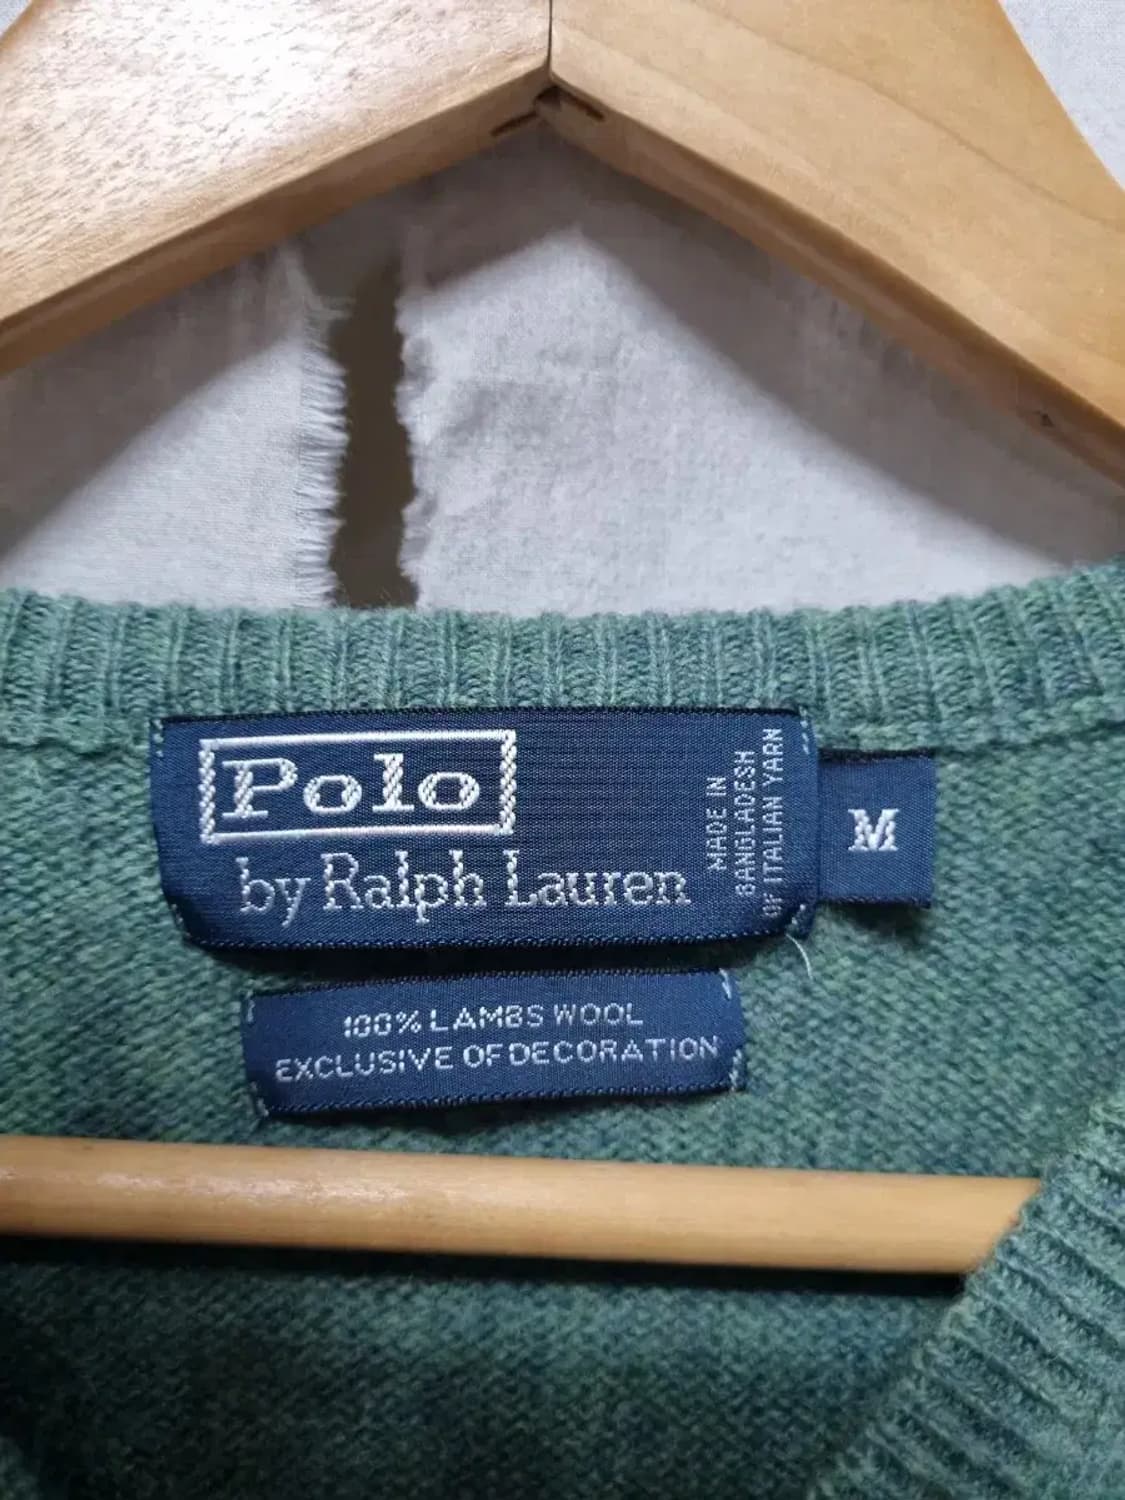 Polo
by Ralph Lauren
MADE IN
BANGLADESH
OF ITALIAN YARN
M
100% LAMBS WOOL
EXCLUSIVE OF DECORATION